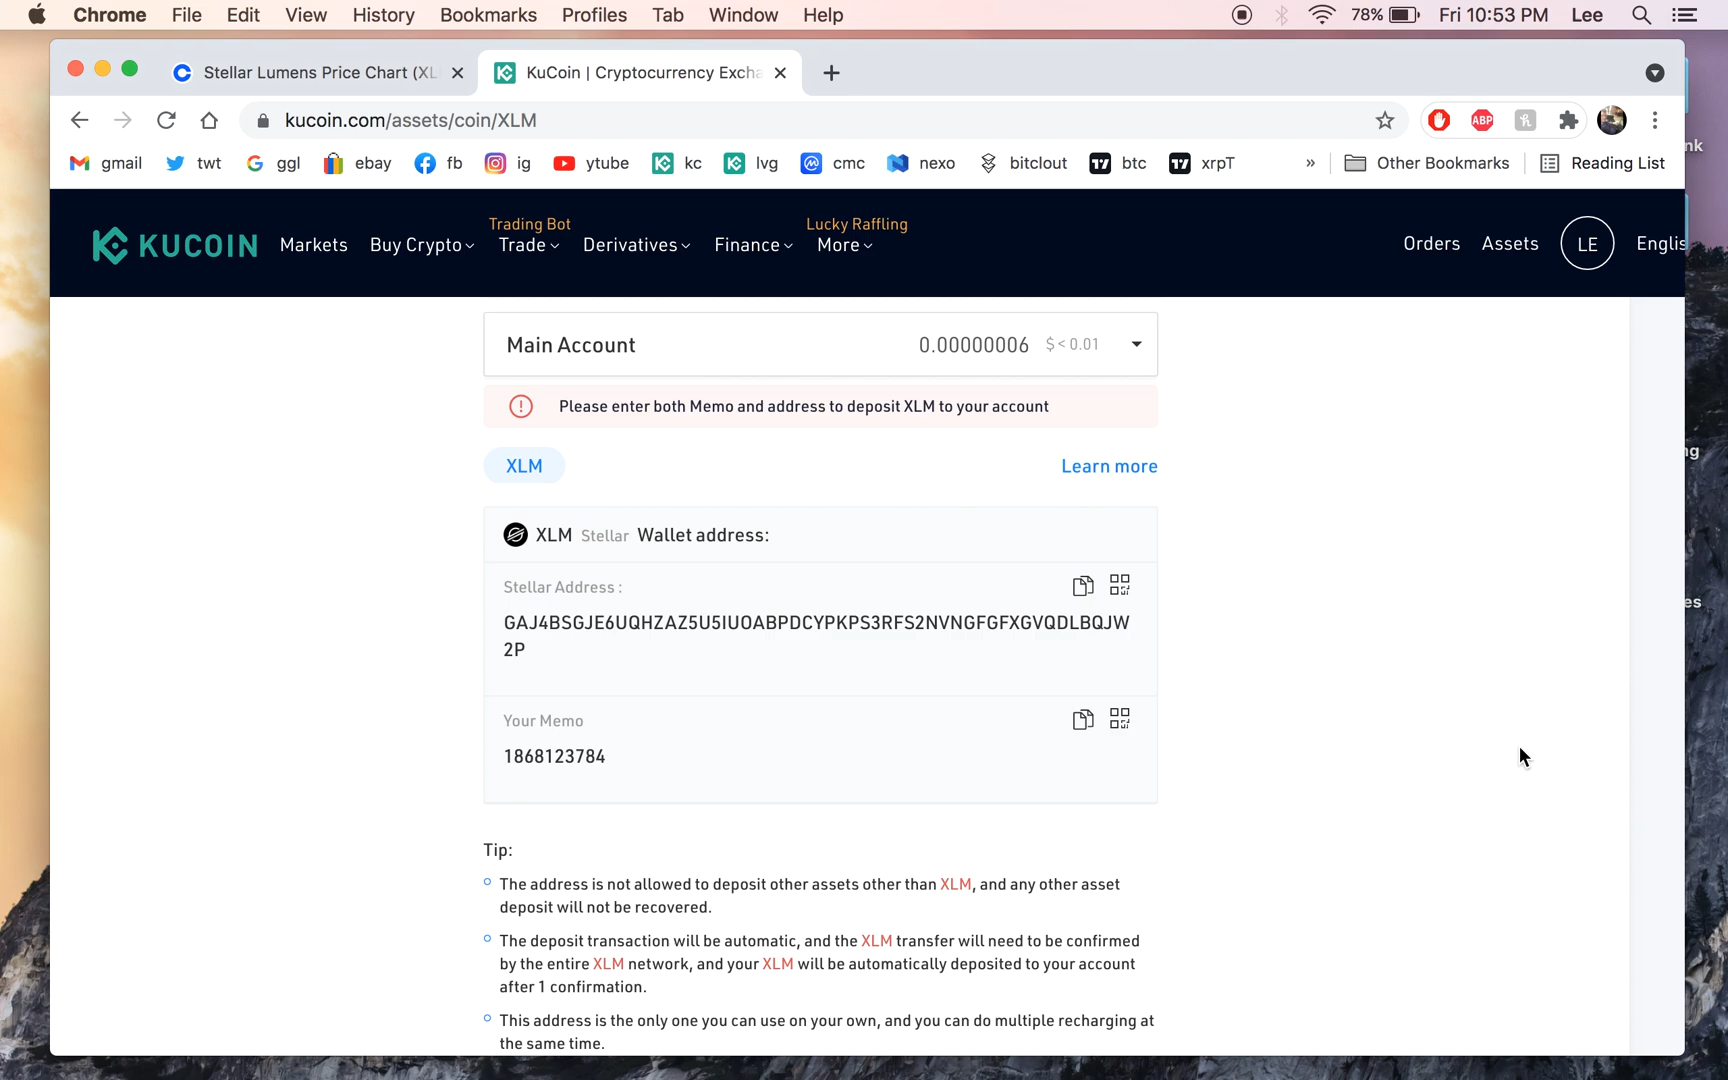 Chrome File Edit View History Bookmarks Profiles Tab Window Help 78% Fri 10:53 PM Lee
Stellar Lumens Price Chart (XL KuCoin | Cryptocurrency Excha
kucoin.com/assets/coin/XLM ABP
gmail twt ggl ebay fb ig ytube kc lvg cmc nexo bitclout btc xrpT » Other Bookmarks Reading List
nk
Trading Bot Lucky Raffling
KUCOIN Markets Buy Crypto Trade Derivatives Finance More Orders Assets LE Englis
Main Account 0.00000006 $ < 0.01
Please enter both Memo and address to deposit XLM to your account
ng
XLM Learn more
XLM Stellar Wallet address:
Stellar Address :
es
GAJ4BSGJE6UQHZAZ5U5IUOABPDCYPKPS3RFS2NVNGFGFXGVQDLBQJW
2P
Your Memo
1868123784
Tip:
The address is not allowed to deposit other assets other than XLM, and any other asset
deposit will not be recovered.
The deposit transaction will be automatic, and the XLM transfer will need to be confirmed
by the entire XLM network, and your XLM will be automatically deposited to your account
after 1 confirmation.
This address is the only one you can use on your own, and you can do multiple recharging at
the same time.